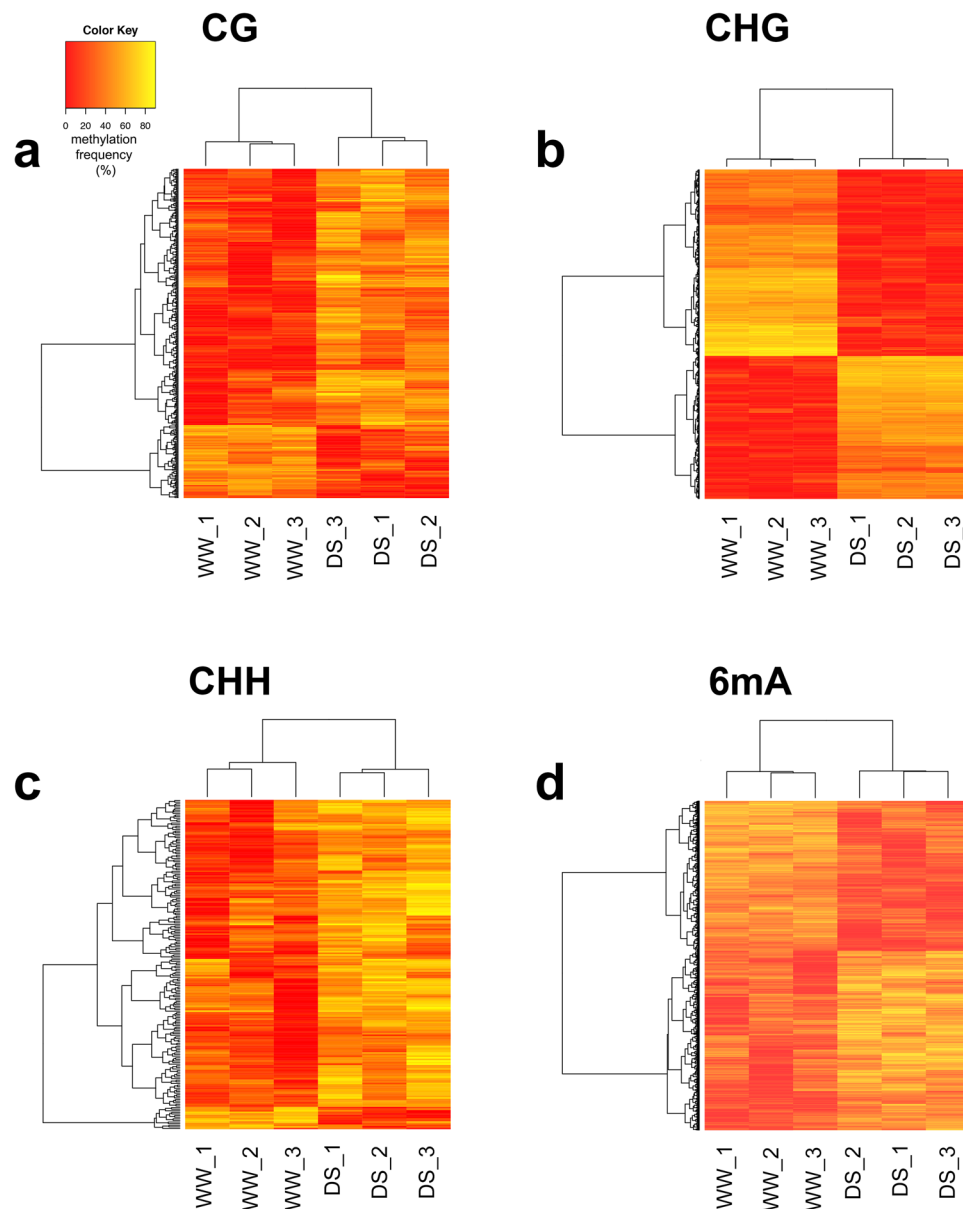 CG
CHG
Color Key
0 20 40 60 80
methylation
frequency
(%)
a
b
WW_1
WW_2
WW_3
DS_3
DS_1
DS_2
WW_1
WW_2
WW_3
DS_1
DS_2
DS_3
CHH
6mA
c
d
WW_1
WW_2
WW_3
DS_1
DS_2
DS_3
WW_1
WW_2
WW_3
DS_2
DS_1
DS_3